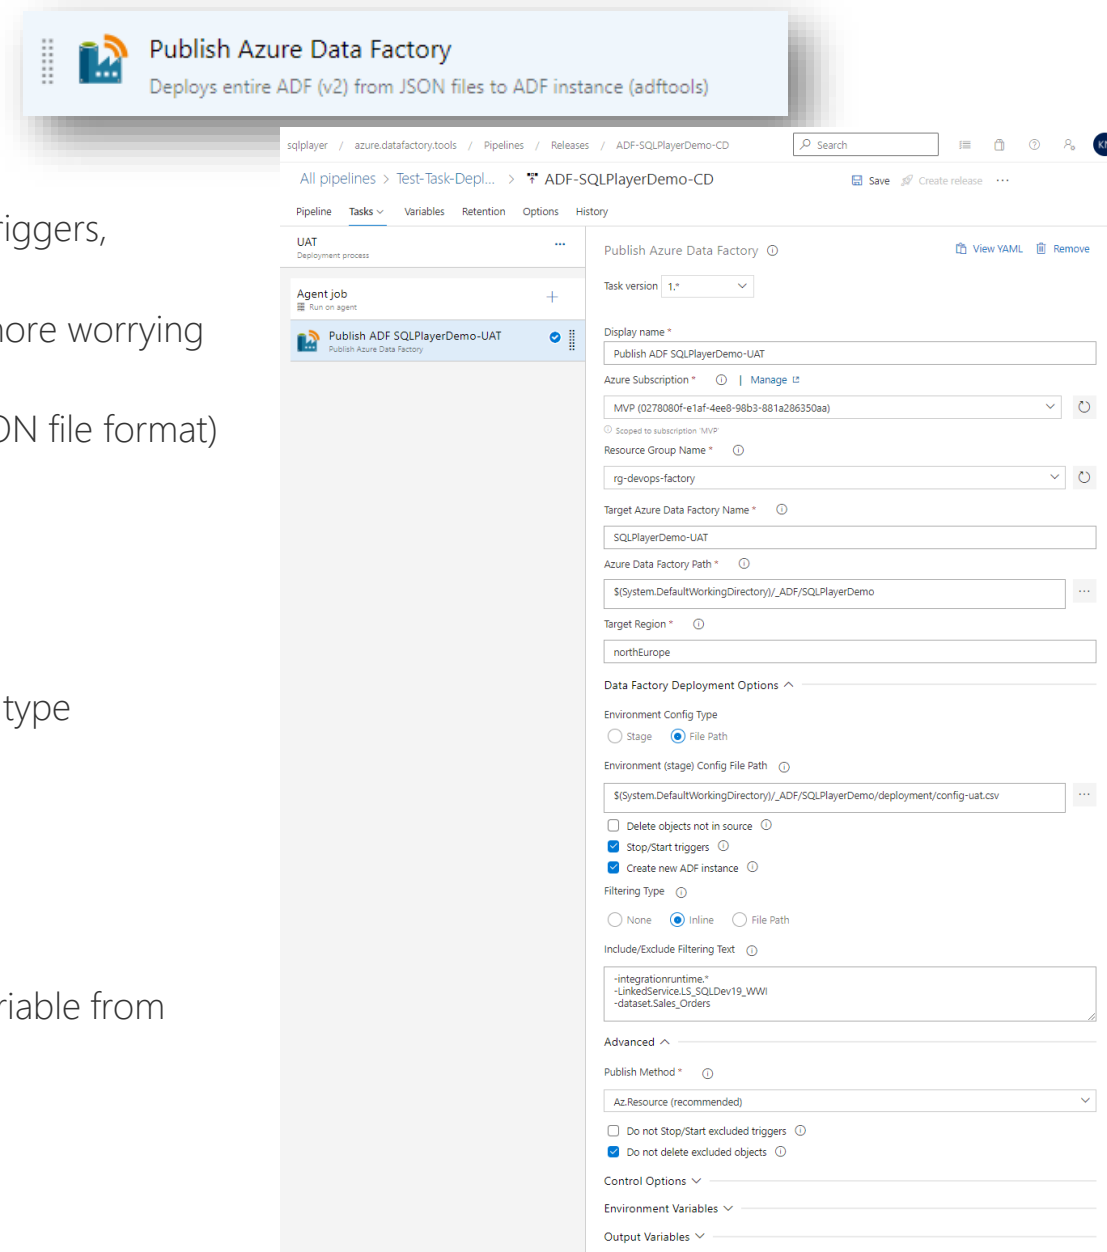 Publish Azure Data Factory
Deploys entire ADF (v2) from JSON files to ADF instance (adftools)
sqlplayer / azure.datafactory.tools / Pipelines / Releases / ADF-SQLPlayerDemo-CD
Search
All pipelines > Test-Task-Depl... > ADF-SQLPlayerDemo-CD
Save Create release ...
Pipeline Tasks Variables Retention Options History
riggers,
more worrying
ON file format)
type
riable from
UAT
Deployment process
...
Agent job
Run on agent
Publish ADF SQLPlayerDemo-UAT
Publish Azure Data Factory
Publish Azure Data Factory
View YAML Remove
Task version 1.*
Display name *
Publish ADF SQLPlayerDemo-UAT
Azure Subscription * | Manage
MVP (0278080f-e1af-4ee8-98b3-881a286350aa)
Scoped to subscription 'MVP'
Resource Group Name *
rg-devops-factory
Target Azure Data Factory Name *
SQLPlayerDemo-UAT
Azure Data Factory Path *
$(System.DefaultWorkingDirectory)/_ADF/SQLPlayerDemo
...
Target Region *
northEurope
Data Factory Deployment Options
Environment Config Type
Stage File Path
Environment (stage) Config File Path
$(System.DefaultWorkingDirectory)/_ADF/SQLPlayerDemo/deployment/config-uat.csv
...
Delete objects not in source
Stop/Start triggers
Create new ADF instance
Filtering Type
None Inline File Path
Include/Exclude Filtering Text
-integrationruntime.*
-LinkedService.LS_SQLDev19_WWI
-dataset.Sales_Orders
Advanced
Publish Method *
Az.Resource (recommended)
Do not Stop/Start excluded triggers
Do not delete excluded objects
Control Options
Environment Variables
Output Variables